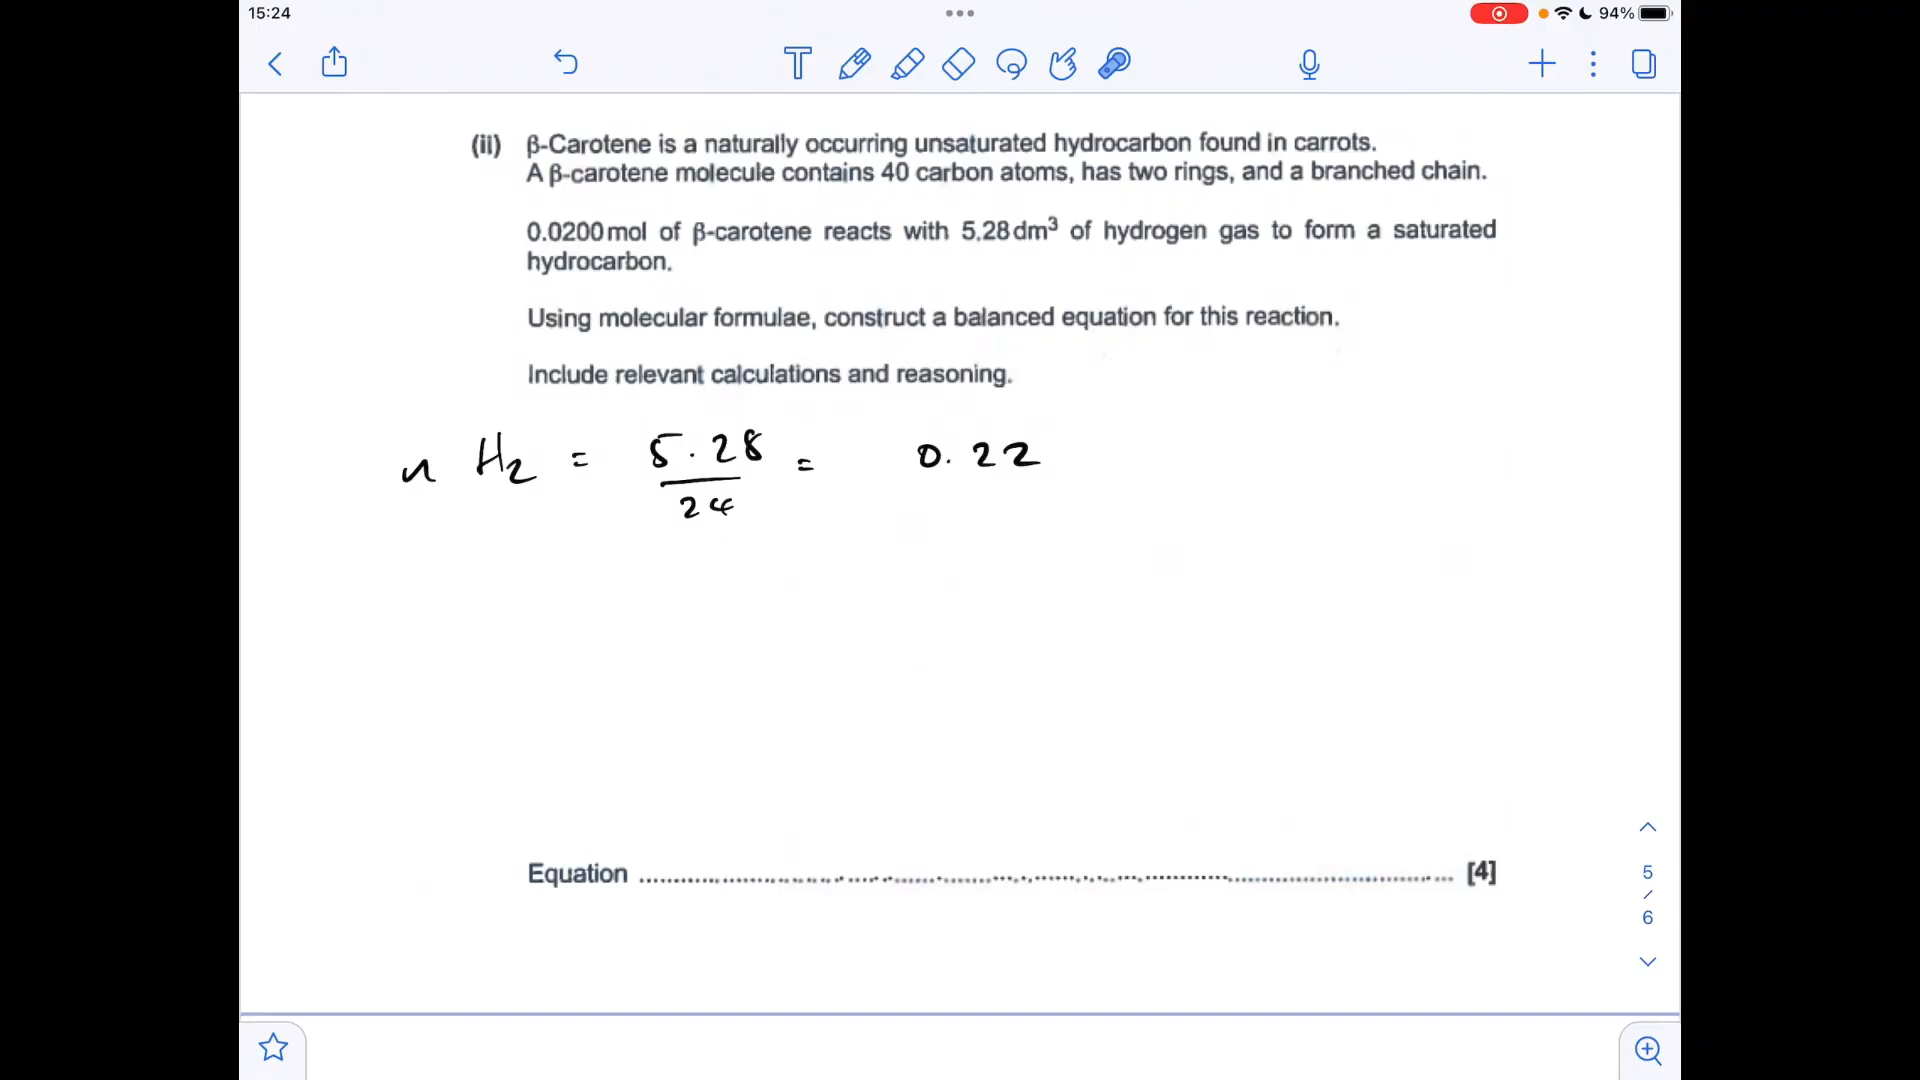 15:24
94%
(ii) β-Carotene is a naturally occurring unsaturated hydrocarbon found in carrots.
A β-carotene molecule contains 40 carbon atoms, has two rings, and a branched chain.
0.0200 mol of β-carotene reacts with 5.28 dm³ of hydrogen gas to form a saturated
hydrocarbon.
Using molecular formulae, construct a balanced equation for this reaction.
Include relevant calculations and reasoning.
n H₂ = 5.28/24 = 0.22
Equation ........................................................................ [4]
5
/
6